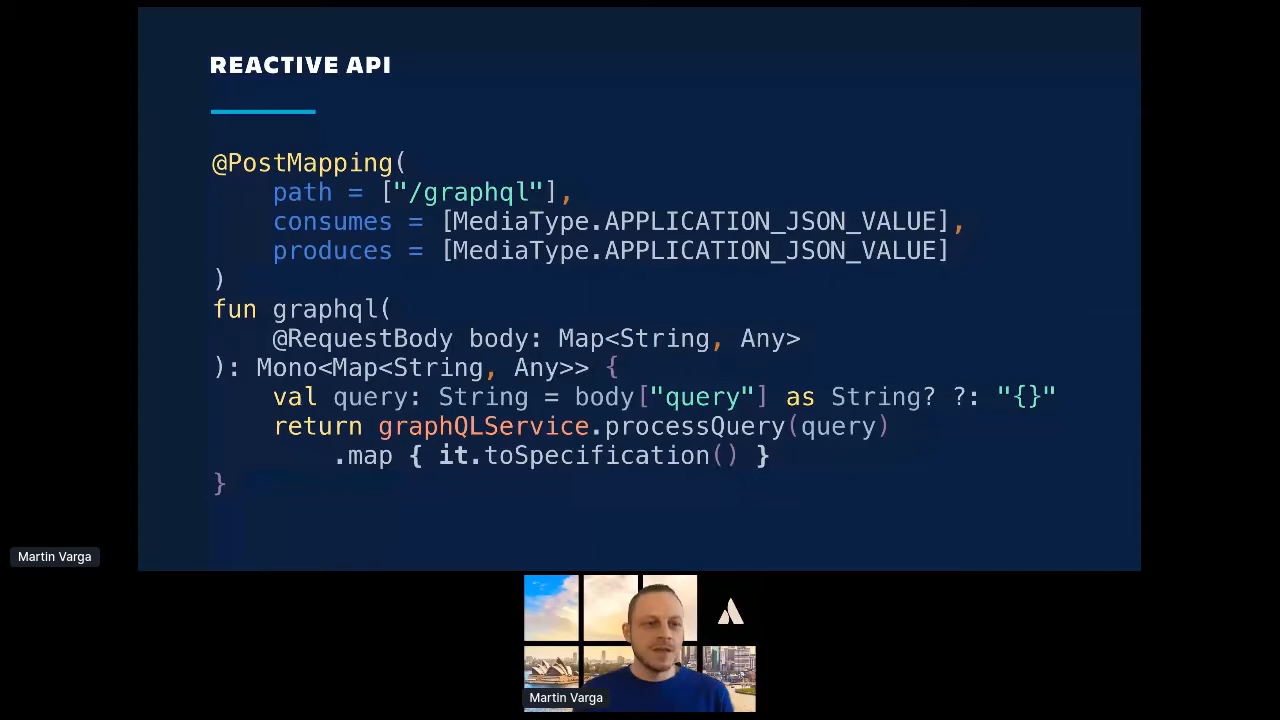 REACTIVE API
@PostMapping(
    path = ["/graphql"],
    consumes = [MediaType.APPLICATION_JSON_VALUE],
    produces = [MediaType.APPLICATION_JSON_VALUE]
)
fun graphql(
    @RequestBody body: Map<String, Any>
): Mono<Map<String, Any>> {
    val query: String = body["query"] as String? ?: "{}"
    return graphQLService.processQuery(query)
        .map { it.toSpecification() }
}
Martin Varga
Martin Varga